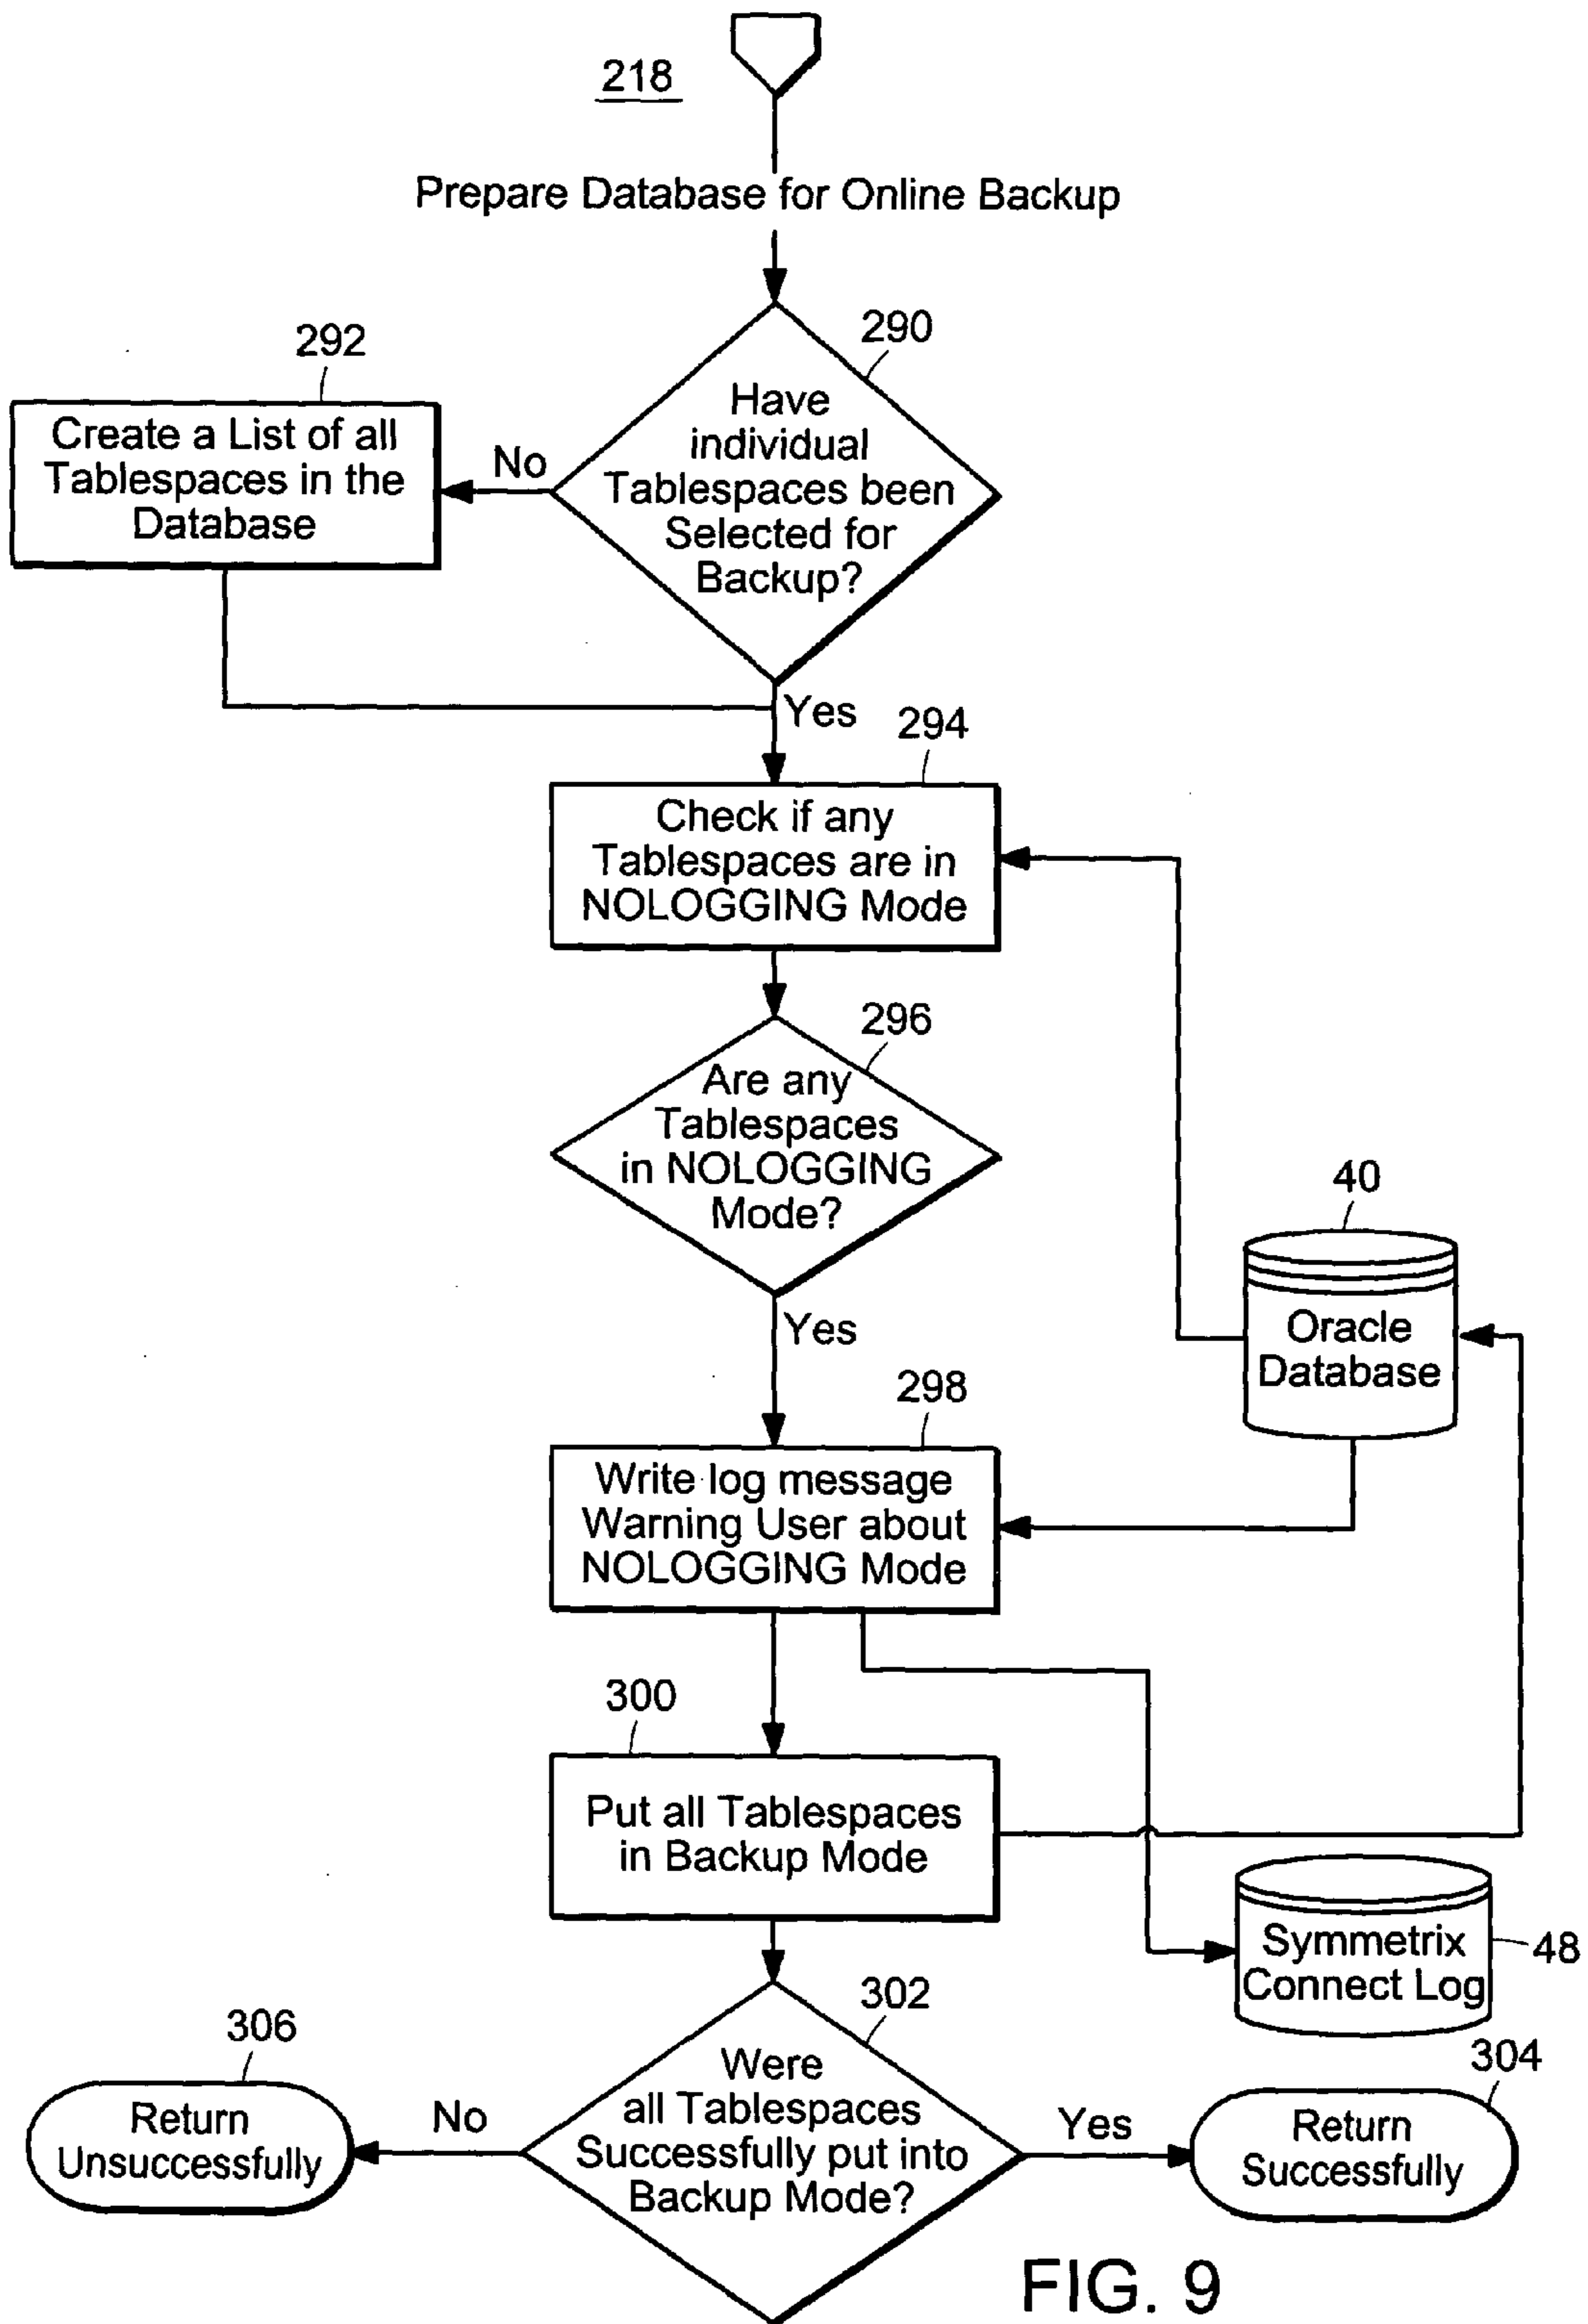 218
Prepare Database for Online Backup
290
Have
individual
Tablespaces been
Selected for
Backup?
292
Create a List of all
Tablespaces in the
Database
No
Yes
294
Check if any
Tablespaces are in
NOLOGGING Mode
296
Are any
Tablespaces
in NOLOGGING
Mode?
40
Oracle
Database
Yes
298
Write log message
Warning User about
NOLOGGING Mode
300
Put all Tablespaces
in Backup Mode
Symmetrix
Connect Log
48
302
Were
all Tablespaces
Successfully put into
Backup Mode?
306
Return
Unsuccessfully
No
Yes
304
Return
Successfully
FIG. 9